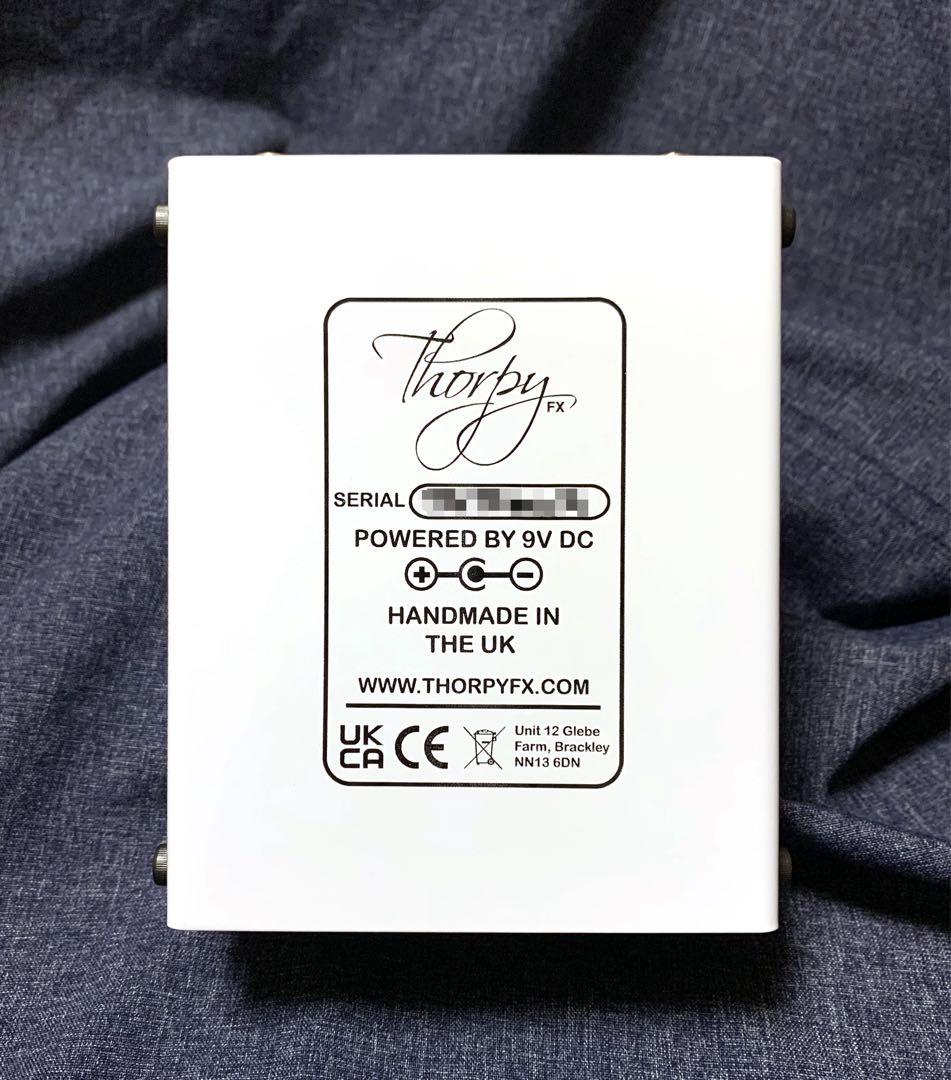 Thorpy FX
SERIAL
POWERED BY 9V DC
HANDMADE IN
THE UK
WWW.THORPYFX.COM
UK
CA
CE
Unit 12 Glebe
Farm, Brackley
NN13 6DN